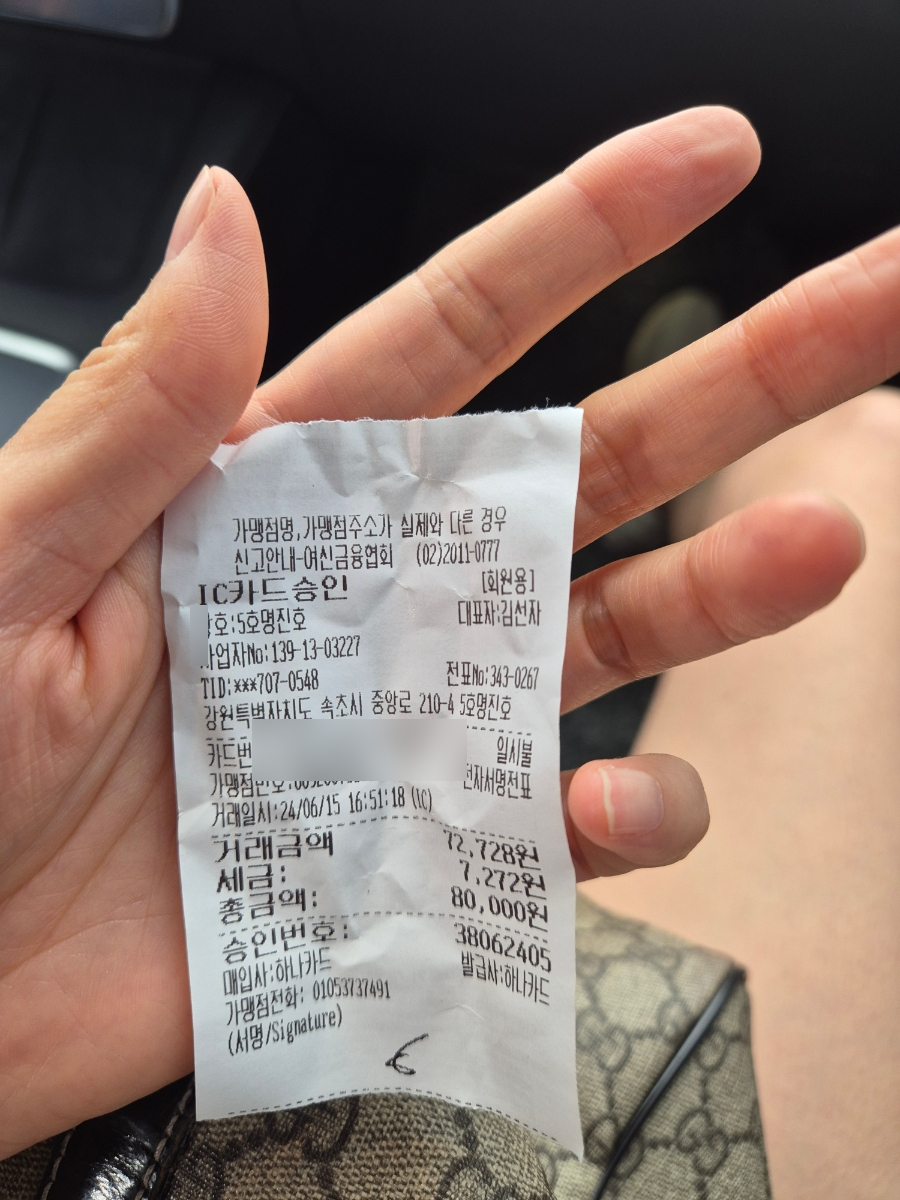 가맹점명,가맹점주소가 실제와 다른 경우
신고안내-여신금융협회 (02)2011-0777
IC카드승인 [회원용]
호:5호명진호 대표자:김선자
사업자No:139-13-03227
TID:***707-0548 전표No:343-0267
강원특별자치도 속초시 중앙로 210-4 5호명진호
카드번 일시불
가맹점번호: 전자서명전표
거래일시:24/06/15 16:51:18 (IC)
거래금액 72,728원
세금: 7,272원
총금액: 80,000원
승인번호: 38062405
매입사:하나카드 발급사:하나카드
가맹점전화: 01053737491
(서명/Signature)